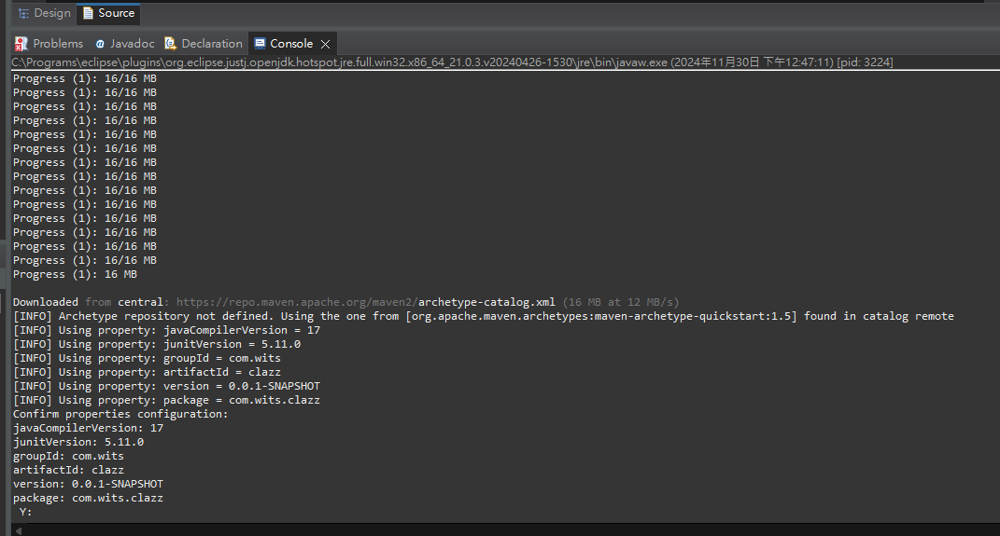 Design Source
Problems @ Javadoc Declaration Console
C:\Programs\eclipse\plugins\org.eclipse.justj.openjdk.hotspot.jre.full.win32.x86_64_21.0.3.v20240426-1530\jre\bin\javaw.exe (2024年11月30日 下午12:47:11) [pid: 3224]
Progress (1): 16/16 MB
Progress (1): 16/16 MB
Progress (1): 16/16 MB
Progress (1): 16/16 MB
Progress (1): 16/16 MB
Progress (1): 16/16 MB
Progress (1): 16/16 MB
Progress (1): 16/16 MB
Progress (1): 16/16 MB
Progress (1): 16/16 MB
Progress (1): 16/16 MB
Progress (1): 16/16 MB
Progress (1): 16/16 MB
Progress (1): 16/16 MB
Progress (1): 16 MB
Downloaded from central: https://repo.maven.apache.org/maven2/archetype-catalog.xml (16 MB at 12 MB/s)
[INFO] Archetype repository not defined. Using the one from [org.apache.maven.archetypes:maven-archetype-quickstart:1.5] found in catalog remote
[INFO] Using property: javaCompilerVersion = 17
[INFO] Using property: junitVersion = 5.11.0
[INFO] Using property: groupId = com.wits
[INFO] Using property: artifactId = clazz
[INFO] Using property: version = 0.0.1-SNAPSHOT
[INFO] Using property: package = com.wits.clazz
Confirm properties configuration:
javaCompilerVersion: 17
junitVersion: 5.11.0
groupId: com.wits
artifactId: clazz
version: 0.0.1-SNAPSHOT
package: com.wits.clazz
Y: